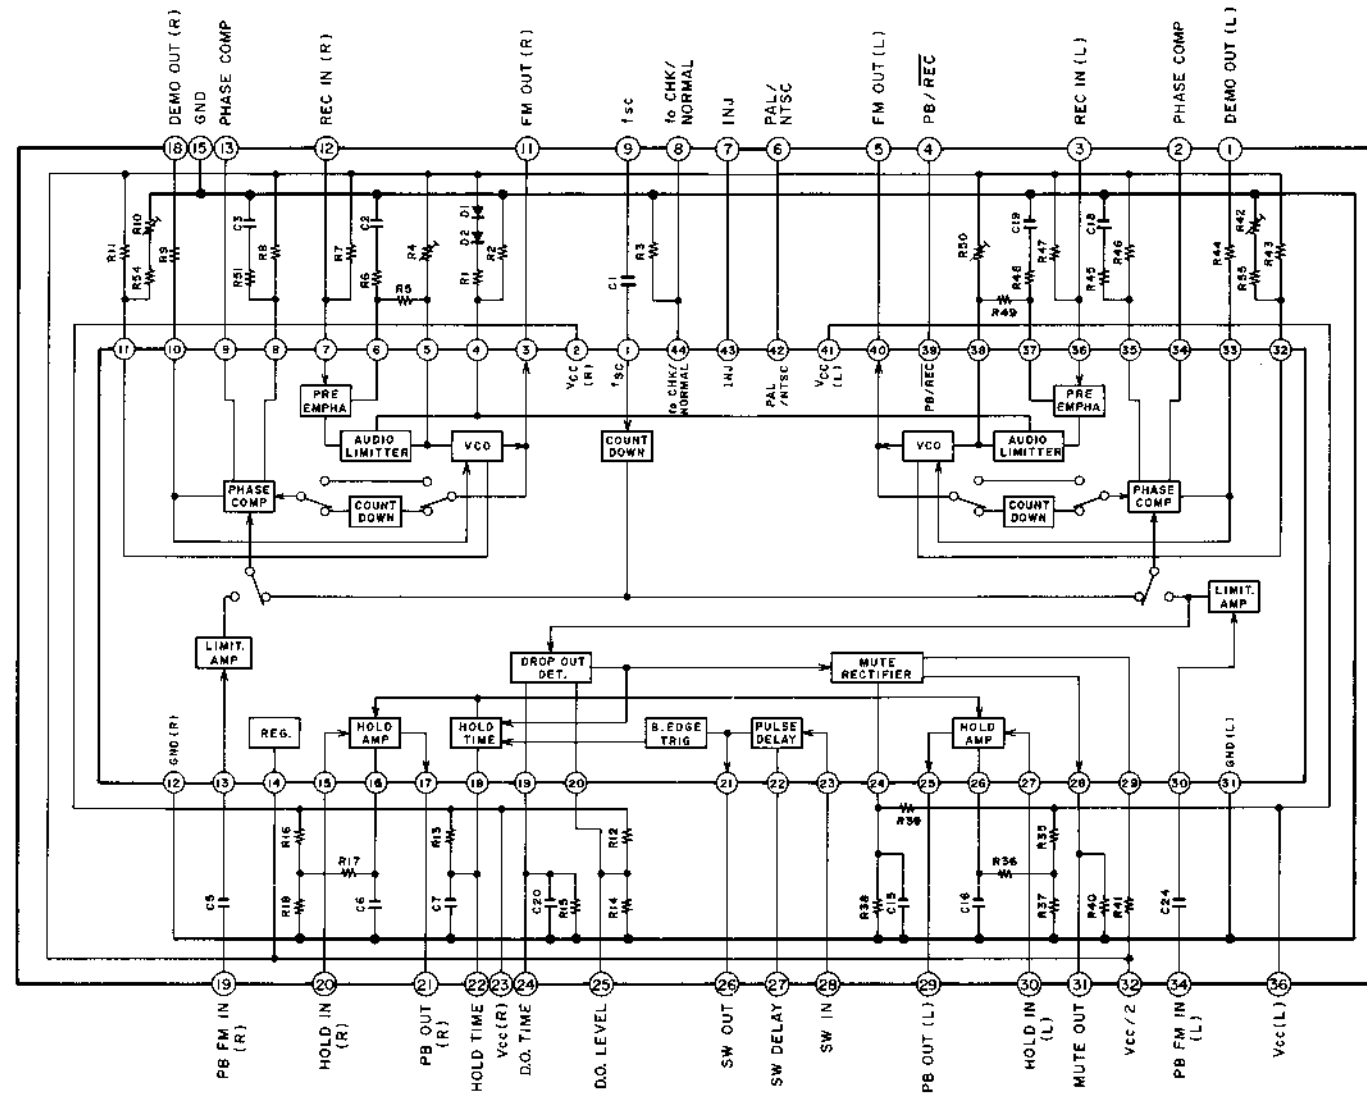 DEMO OUT (R)
GND
PHASE COMP
REC IN (R)
FM OUT (R)
fsc
fo CHK/
NORMAL
INJ
PAL/
NTSC
FM OUT (L)
PB/REC
REC IN (L)
PHASE COMP
DEMO OUT (L)
18 15 13 12 11 9 8 7 6 5 4 3 2 1
R11 R10 R54 R9 C3 R51 R8 R7 C2 R6 R5 R4 D1 D2 R1 R2 C1 R3 R50 R49 C19 R48 R47 C18 R45 R46 R44 R42 R55 R43
11 10 9 8 7 6 5 4 3 2 1 44 43 42 41 40 39 38 37 36 35 34 33 32
VCC
(R)
fsc
fo CHK/
NORMAL
INJ
PAL
/NTSC
VCC
(L)
PB/REC
PRE
EMPHA
AUDIO
LIMITTER
VCO
COUNT
DOWN
VCO
AUDIO
LIMITTER
PRE
EMPHA
PHASE
COMP
COUNT
DOWN
COUNT
DOWN
PHASE
COMP
LIMIT.
AMP
LIMIT.
AMP
DROP OUT
DET.
MUTE
RECTIFIER
GND (R)
REG.
HOLD
AMP
HOLD
TIME
B.EDGE
TRIG
PULSE
DELAY
HOLD
AMP
GND (L)
12 13 14 15 16 17 18 19 20 21 22 23 24 25 26 27 28 29 30 31
R16 R17 R18 C5 C6 R13 C7 C20 R15 R12 R14 R39 R38 C15 C16 R36 R35 R37 R40 R41 C24
19 20 21 22 23 24 25 26 27 28 29 30 31 32 34 36
PB FM IN
(R)
HOLD IN
(R)
PB OUT
(R)
HOLD TIME
Vcc (R)
D.O. TIME
D.O. LEVEL
SW OUT
SW DELAY
SW IN
PB OUT (L)
HOLD IN
(L)
MUTE OUT
Vcc/2
PB FM IN
(L)
Vcc (L)